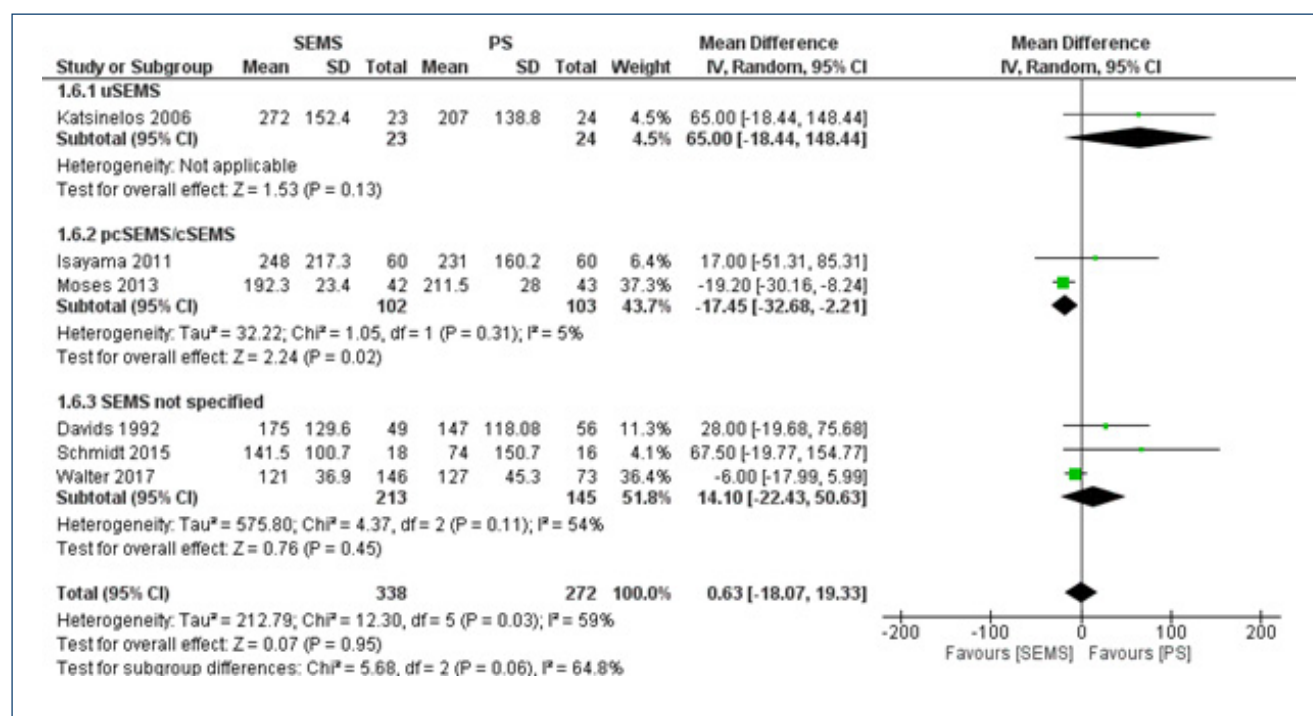 SEMS PS Mean Difference Mean Difference
Study or Subgroup Mean SD Total Mean SD Total Weight IV, Random, 95% CI IV, Random, 95% CI
1.6.1 uSEMS
Katsinelos 2006 272 152.4 23 207 138.8 24 4.5% 65.00 [-18.44, 148.44]
Subtotal (95% CI) 23 24 4.5% 65.00 [-18.44, 148.44]
Heterogeneity: Not applicable
Test for overall effect: Z = 1.53 (P = 0.13)
1.6.2 pcSEMS/cSEMS
Isayama 2011 248 217.3 60 231 160.2 60 6.4% 17.00 [-51.31, 85.31]
Moses 2013 192.3 23.4 42 211.5 28 43 37.3% -19.20 [-30.16, -8.24]
Subtotal (95% CI) 102 103 43.7% -17.45 [-32.68, -2.21]
Heterogeneity: Tau² = 32.22; Chi² = 1.05, df = 1 (P = 0.31); I² = 5%
Test for overall effect: Z = 2.24 (P = 0.02)
1.6.3 SEMS not specified
Davids 1992 175 129.6 49 147 118.08 56 11.3% 28.00 [-19.68, 75.68]
Schmidt 2015 141.5 100.7 18 74 150.7 16 4.1% 67.50 [-19.77, 154.77]
Walter 2017 121 36.9 146 127 45.3 73 36.4% -6.00 [-17.99, 5.99]
Subtotal (95% CI) 213 145 51.8% 14.10 [-22.43, 50.63]
Heterogeneity: Tau² = 575.80; Chi² = 4.37, df = 2 (P = 0.11); I² = 54%
Test for overall effect: Z = 0.76 (P = 0.45)
Total (95% CI) 338 272 100.0% 0.63 [-18.07, 19.33]
Heterogeneity: Tau² = 212.79; Chi² = 12.30, df = 5 (P = 0.03); I² = 59%
Test for overall effect: Z = 0.07 (P = 0.95)
Test for subgroup differences: Chi² = 5.68, df = 2 (P = 0.06), I² = 64.8%
-200 -100 0 100 200
Favours [SEMS] Favours [PS]